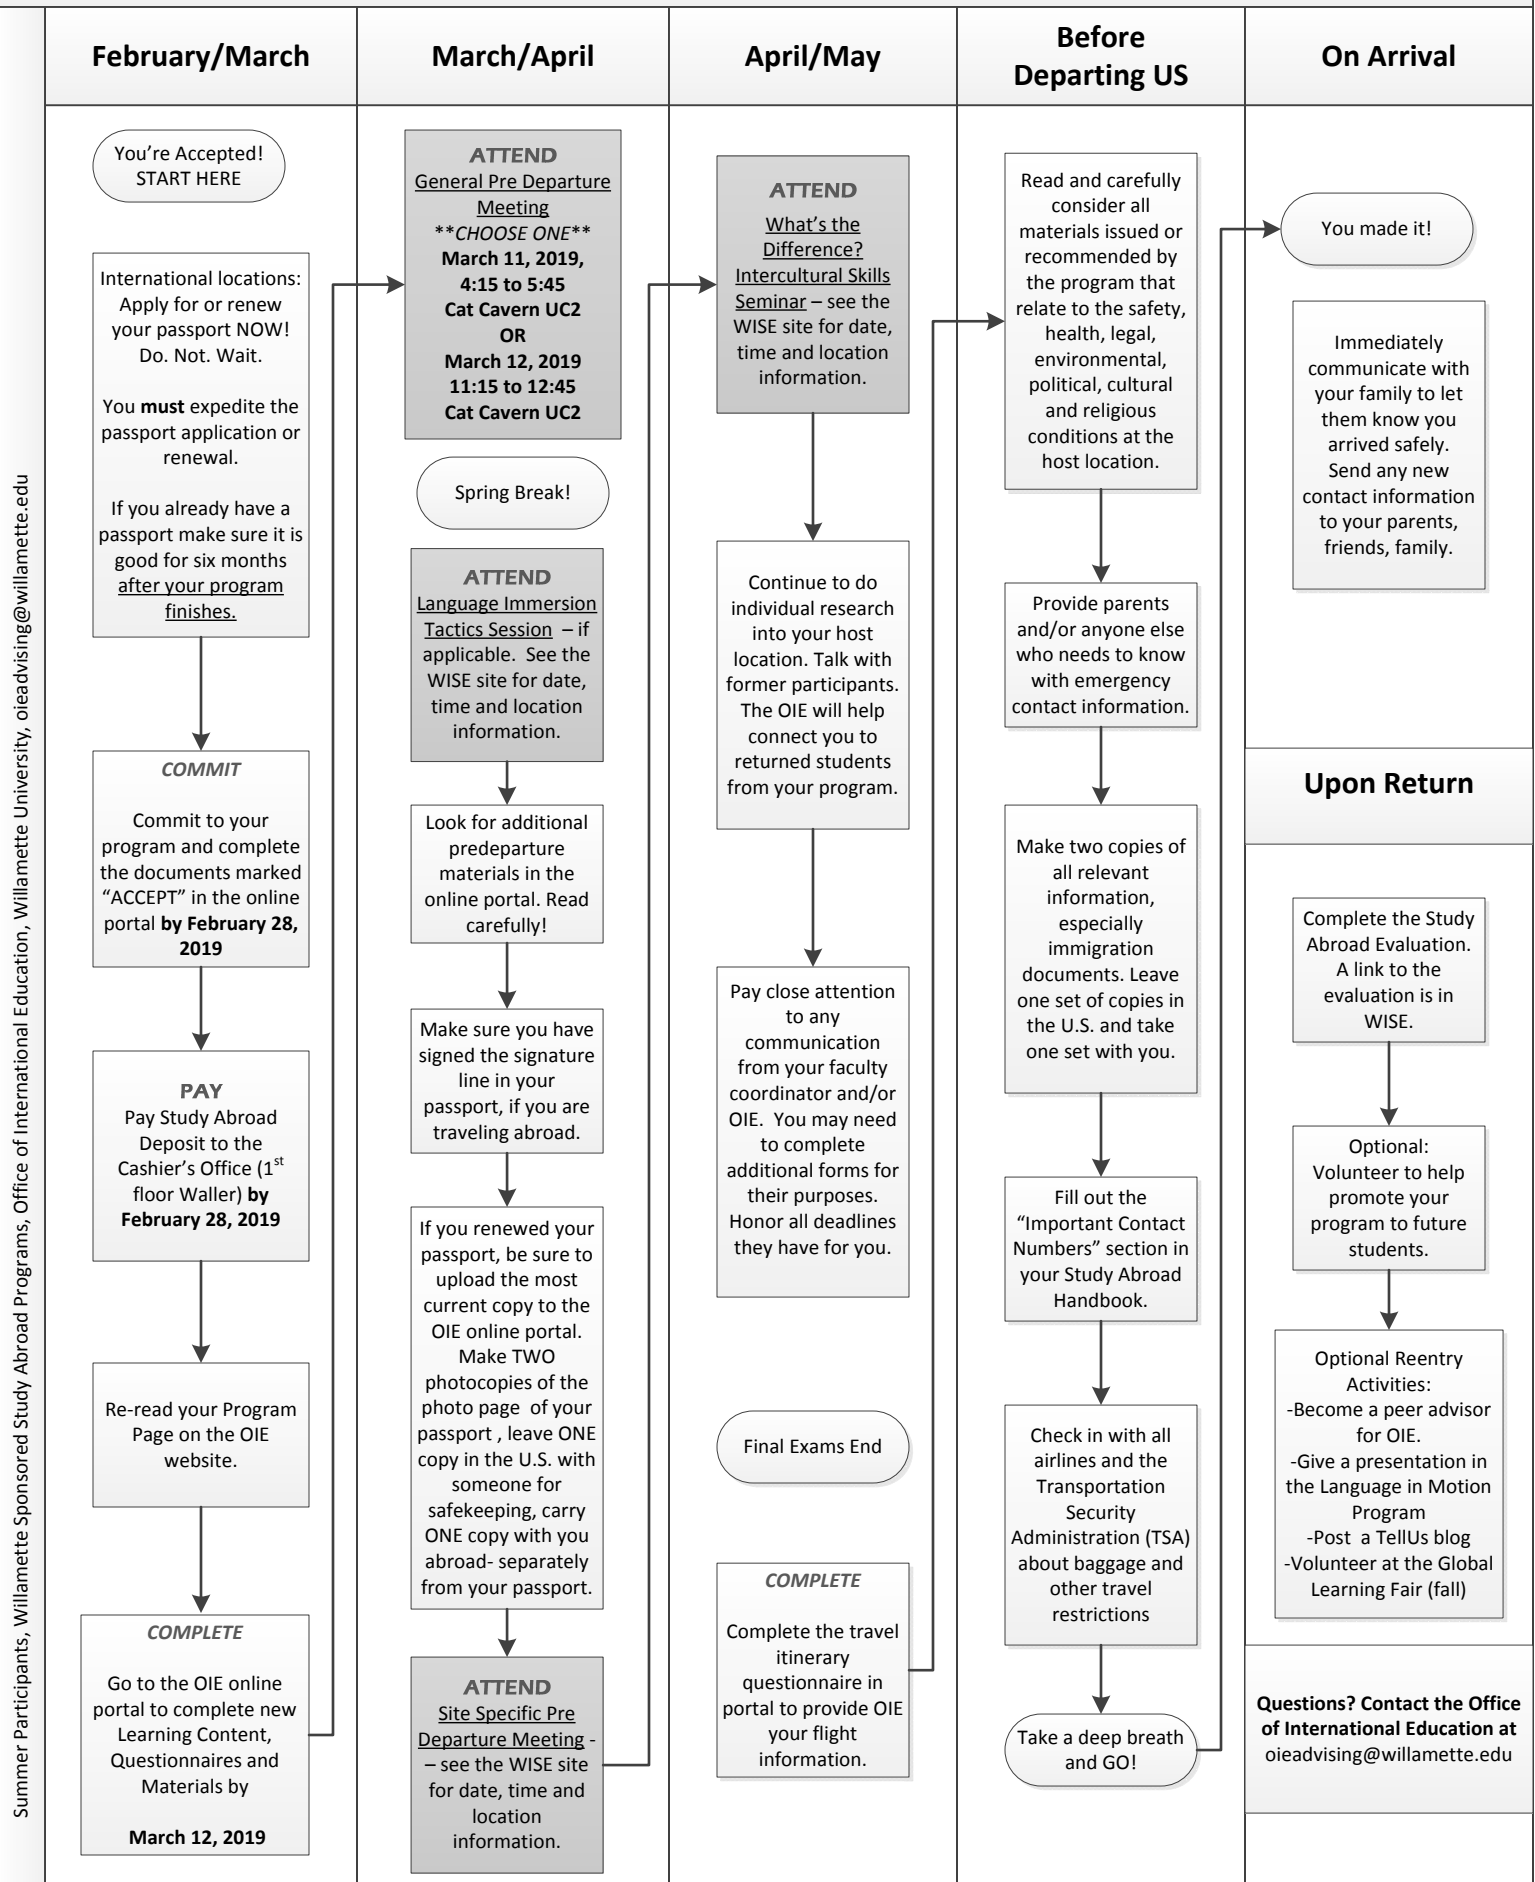 Summer Participants, Willamette Sponsored Study Abroad Programs, Office of International Education, Willamette University, oieadvising@willamette.edu
February/March
You're Accepted!
START HERE
International locations:
Apply for or renew
your passport NOW!
Do. Not. Wait.
You must expedite the
passport application or
renewal.
If you already have a
passport make sure it is
good for six months
after your program
finishes.
COMMIT
Commit to your
program and complete
the documents marked
“ACCEPT” in the online
portal by February 28,
2019
PAY
Pay Study Abroad
Deposit to the
Cashier's Office (1st
floor Waller) by
February 28, 2019
Re-read your Program
Page on the OIE
website.
COMPLETE
Go to the OIE online
portal to complete new
Learning Content,
Questionnaires and
Materials by
March 12, 2019
March/April
ATTEND
General Pre Departure
Meeting
**CHOOSE ONE**
March 11, 2019,
4:15 to 5:45
Cat Cavern UC2
OR
March 12, 2019
11:15 to 12:45
Cat Cavern UC2
Spring Break!
ATTEND
Language Immersion
Tactics Session – if
applicable. See the
WISE site for date,
time and location
information.
Look for additional
predeparture
materials in the
online portal. Read
carefully!
Make sure you have
signed the signature
line in your
passport, if you are
traveling abroad.
If you renewed your
passport, be sure to
upload the most
current copy to the
OIE online portal.
Make TWO
photocopies of the
photo page of your
passport , leave ONE
copy in the U.S. with
someone for
safekeeping, carry
ONE copy with you
abroad- separately
from your passport.
ATTEND
Site Specific Pre
Departure Meeting -
– see the WISE site
for date, time and
location
information.
April/May
ATTEND
What's the
Difference?
Intercultural Skills
Seminar – see the
WISE site for date,
time and location
information.
Continue to do
individual research
into your host
location. Talk with
former participants.
The OIE will help
connect you to
returned students
from your program.
Pay close attention
to any
communication
from your faculty
coordinator and/or
OIE. You may need
to complete
additional forms for
their purposes.
Honor all deadlines
they have for you.
Final Exams End
COMPLETE
Complete the travel
itinerary
questionnaire in
portal to provide OIE
your flight
information.
Before
Departing US
Read and carefully
consider all
materials issued or
recommended by
the program that
relate to the safety,
health, legal,
environmental,
political, cultural
and religious
conditions at the
host location.
Provide parents
and/or anyone else
who needs to know
with emergency
contact information.
Make two copies of
all relevant
information,
especially
immigration
documents. Leave
one set of copies in
the U.S. and take
one set with you.
Fill out the
“Important Contact
Numbers” section in
your Study Abroad
Handbook.
Check in with all
airlines and the
Transportation
Security
Administration (TSA)
about baggage and
other travel
restrictions
Take a deep breath
and GO!
On Arrival
You made it!
Immediately
communicate with
your family to let
them know you
arrived safely.
Send any new
contact information
to your parents,
friends, family.
Upon Return
Complete the Study
Abroad Evaluation.
A link to the
evaluation is in
WISE.
Optional:
Volunteer to help
promote your
program to future
students.
Optional Reentry
Activities:
-Become a peer advisor
for OIE.
-Give a presentation in
the Language in Motion
Program
-Post a TellUs blog
-Volunteer at the Global
Learning Fair (fall)
Questions? Contact the Office
of International Education at
oieadvising@willamette.edu